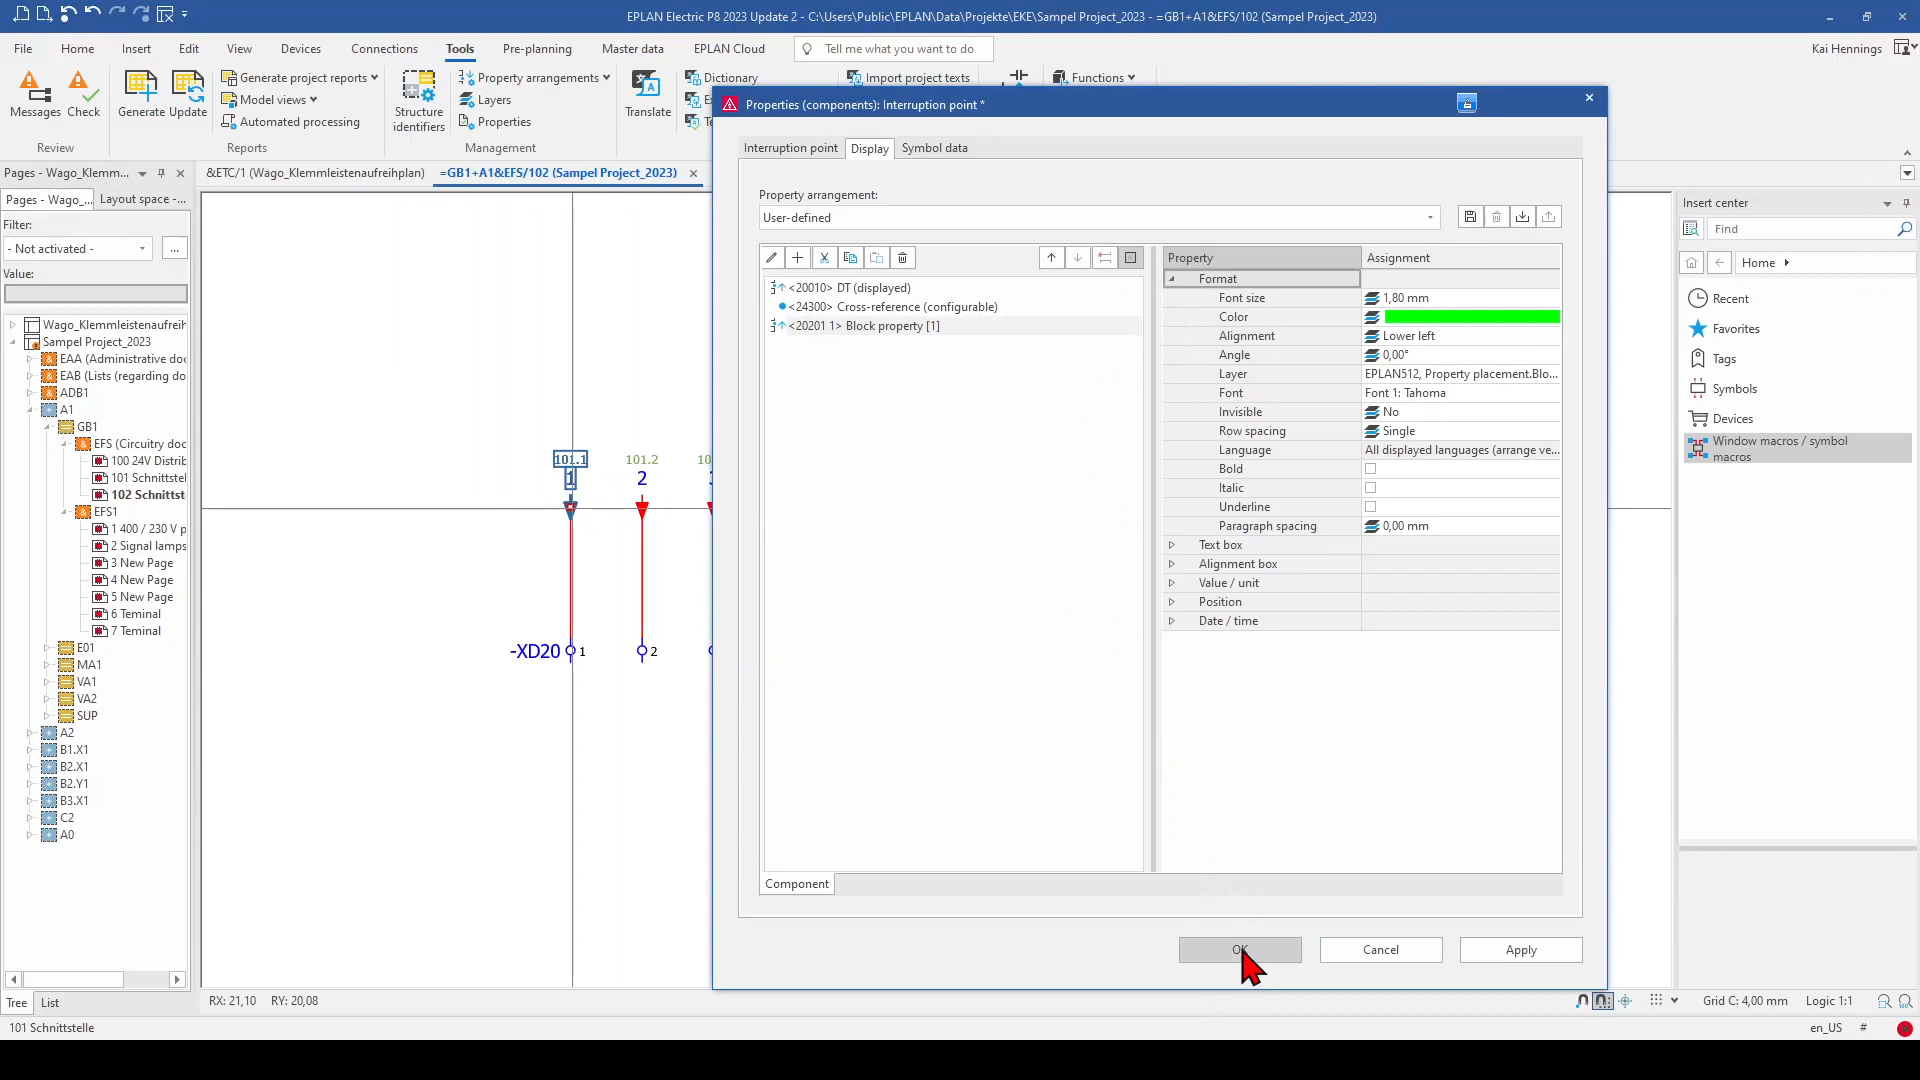 EPLAN Electric P8 2023 Update 2 - C:\Users\Public\EPLAN\Data\Projekte\EKE\Sampel Project_2023 - =GB1+A1&EFS/102 (Sampel Project_2023)
File Home Insert Edit View Devices Connections Tools Pre-planning Master data EPLAN Cloud Tell me what you want to do Kai Hennings
Messages Check
Review
Generate Update
Generate project reports
Model views
Automated processing
Reports
Structure identifiers
Property arrangements
Layers
Properties
Management
Translate
Dictionary
Import project texts
Functions
Pages - Wago_Klemm...
&ETC/1 (Wago_Klemmleistenaufreihplan)
=GB1+A1&EFS/102 (Sampel Project_2023)
Pages - Wago_...
Layout space -...
Filter:
- Not activated -
...
Value:
Wago_Klemmleistenaufreih
Sampel Project_2023
EAA (Administrative doc
EAB (Lists (regarding do
ADB1
A1
GB1
EFS (Circuitry doc
100 24V Distrib
101 Schnittstel
102 Schnittst
EFS1
1 400 / 230 V p
2 Signal lamps
3 New Page
4 New Page
5 New Page
6 Teminal
7 Teminal
E01
MA1
VA1
VA2
SUP
A2
B1.X1
B2.X1
B2.Y1
B3.X1
C2
A0
Tree List
101.1 101.2 10
1 2
-XD20 1 2
Properties (components): Interruption point *
Interruption point Display Symbol data
Property arrangement:
User-defined
<20010> DT (displayed)
<24300> Cross-reference (configurable)
<20201 1> Block property [1]
Component
Property Assignment
Format
Font size 1,80 mm
Color
Alignment Lower left
Angle 0,00°
Layer EPLAN512, Property placement.Blo...
Font Font 1: Tahoma
Invisible No
Row spacing Single
Language All displayed languages (arrange ve...
Bold
Italic
Underline
Paragraph spacing 0,00 mm
Text box
Alignment box
Value / unit
Position
Date / time
OK Cancel Apply
Insert center
Find
Home
Recent
Favorites
Tags
Symbols
Devices
Window macros / symbol macros
RX: 21,10 RY: 20,08
Grid C: 4,00 mm Logic 1:1
101 Schnittstelle
en_US #